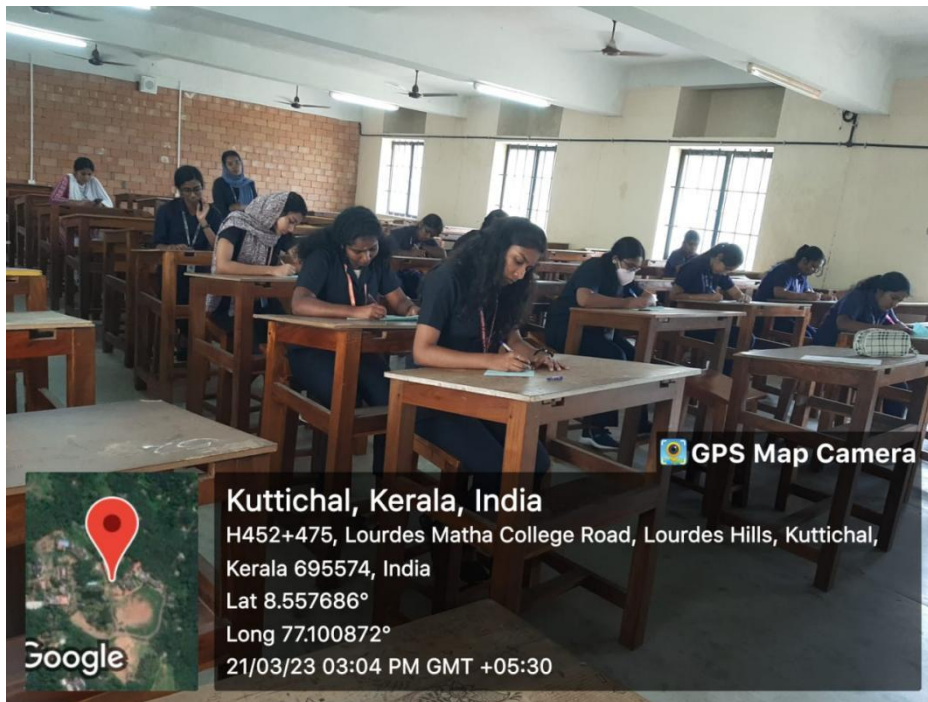 GPS Map Camera
Kuttichal, Kerala, India
H452+475, Lourdes Matha College Road, Lourdes Hills, Kuttichal,
Kerala 695574, India
Lat 8.557686°
Long 77.100872°
21/03/23 03:04 PM GMT +05:30
Google